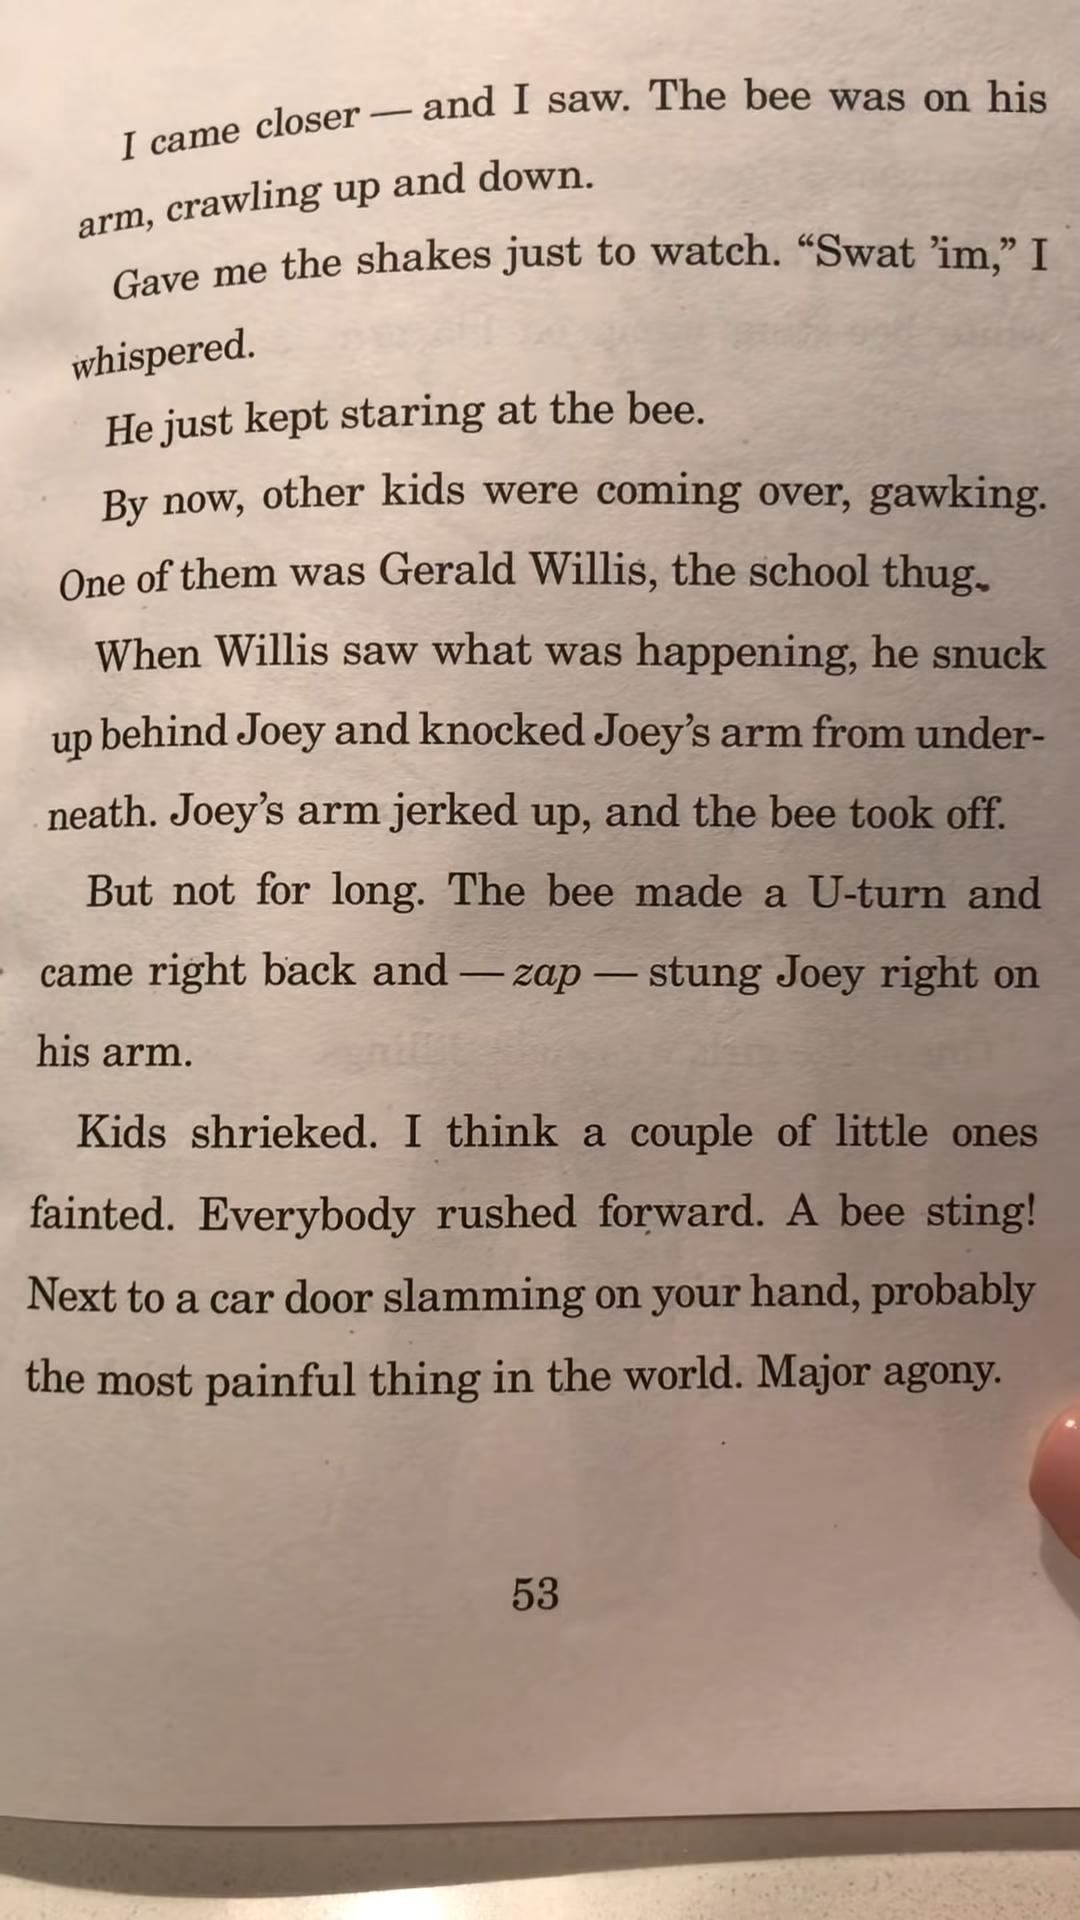 I came closer — and I saw. The bee was on his
arm, crawling up and down.
Gave me the shakes just to watch. “Swat ’im,” I
whispered.
He just kept staring at the bee.
By now, other kids were coming over, gawking.
One of them was Gerald Willis, the school thug.
When Willis saw what was happening, he snuck
up behind Joey and knocked Joey’s arm from under-
neath. Joey’s arm jerked up, and the bee took off.
But not for long. The bee made a U-turn and
came right back and — zap — stung Joey right on
his arm.
Kids shrieked. I think a couple of little ones
fainted. Everybody rushed forward. A bee sting!
Next to a car door slamming on your hand, probably
the most painful thing in the world. Major agony.
53